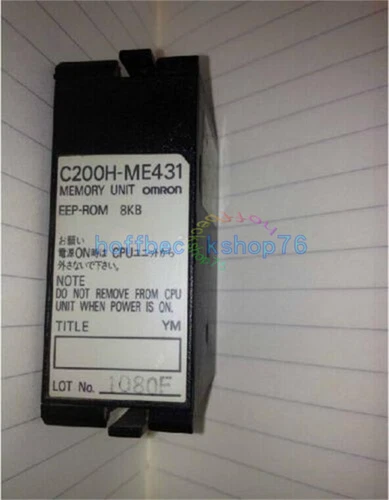 C200H-ME431
MEMORY UNIT OMRON
EEP-ROM 8KB
お願い
電源ON時は CPUユニットから
外さないで下さい。
NOTE
DO NOT REMOVE FROM CPU
UNIT WHEN POWER IS ON.
TITLE YM
LOT No. 1080F
hoffbeckshop76